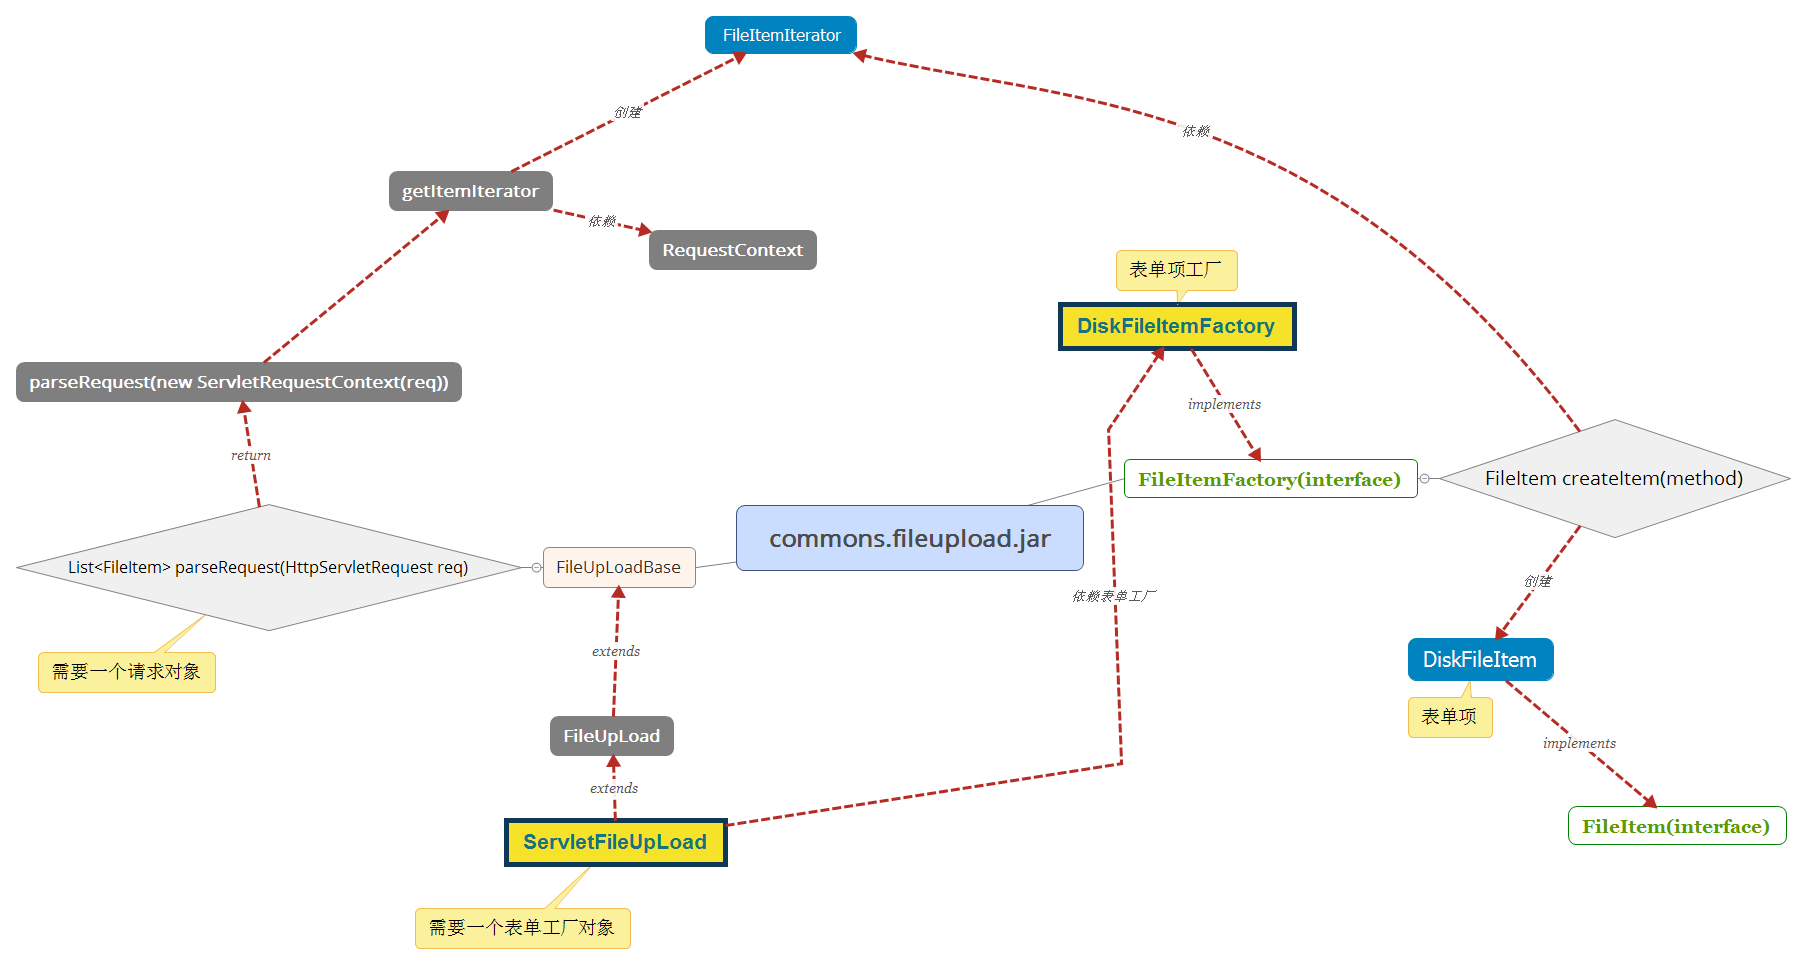 FileItemIterator
创建
依赖
getItemIterator
依赖
RequestContext
表单项工厂
DiskFileItemFactory
parseRequest(new ServletRequestContext(req))
implements
return
FileItemFactory(interface)
FileItem createItem(method)
commons.fileupload.jar
List<FileItem> parseRequest(HttpServletRequest req)
FileUpLoadBase
创建
依赖表单工厂
extends
需要一个请求对象
DiskFileItem
表单项
FileUpLoad
implements
extends
ServletFileUpLoad
FileItem(interface)
需要一个表单工厂对象